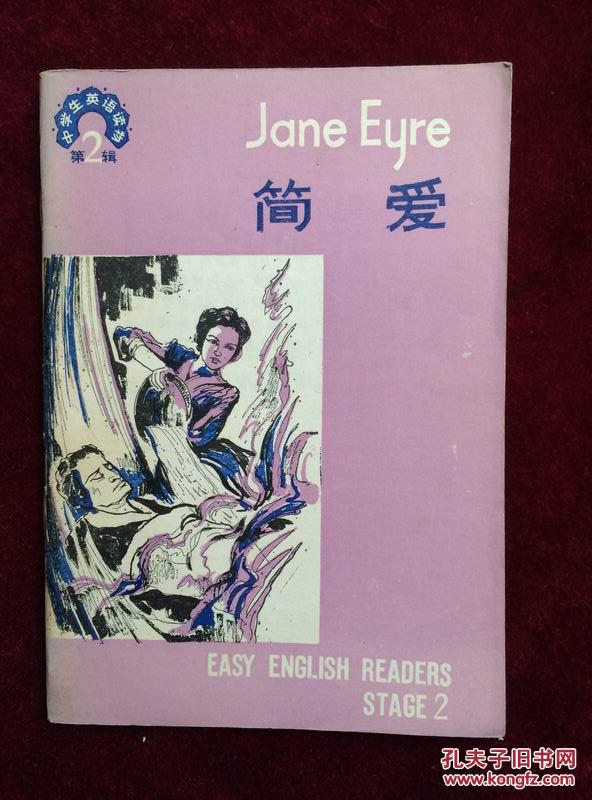 中学生英语读物
第2辑
Jane Eyre
简 爱
EASY ENGLISH READERS
STAGE 2
孔夫子旧书网
www.kongfz.com